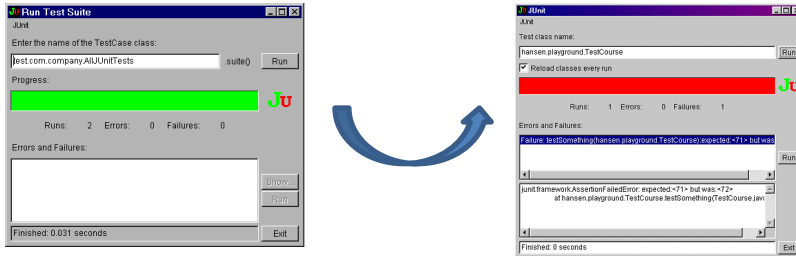 Run Test Suite
JUnit
Enter the name of the TestCase class:
test.com.company.AllJUnitTests .suite() Run
Progress:
JU
Runs: 2 Errors: 0 Failures: 0
Errors and Failures:
Show...
Run
Finished: 0.031 seconds Exit
JUnit
JUnit
Test class name:
hansen.playground.TestCourse Run
Reload classes every run
JU
Runs: 1 Errors: 0 Failures: 1
Errors and Failures:
Failure: testSomething(hansen.playground.TestCourse):expected:<71> but was
Run
junit.framework.AssertionFailedError: expected:<71> but was:<72>
at hansen.playground.TestCourse.testSomething(TestCourse.java
Finished: 0 seconds Exit